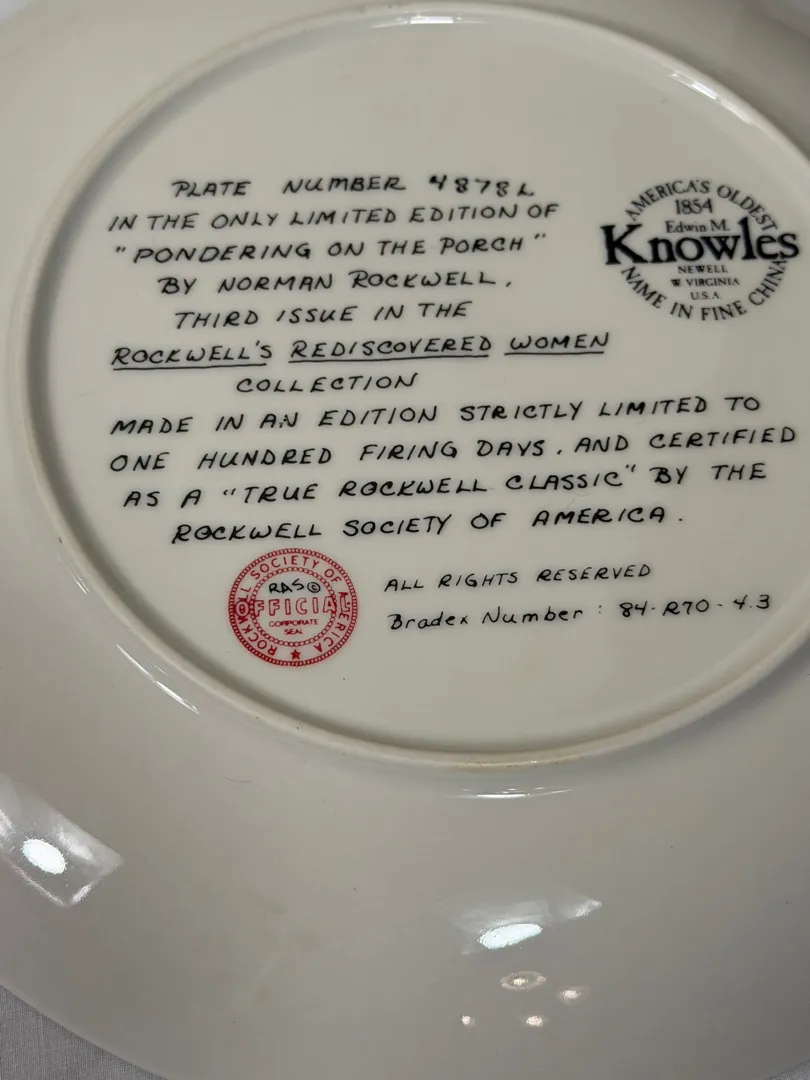 PLATE NUMBER 4878L
IN THE ONLY LIMITED EDITION OF
"PONDERING ON THE PORCH"
BY NORMAN ROCKWELL,
THIRD ISSUE IN THE
ROCKWELL'S REDISCOVERED WOMEN
COLLECTION
MADE IN AN EDITION STRICTLY LIMITED TO
ONE HUNDRED FIRING DAYS, AND CERTIFIED
AS A "TRUE ROCKWELL CLASSIC" BY THE
ROCKWELL SOCIETY OF AMERICA.
AMERICA'S OLDEST
1854
Edwin M.
Knowles
NEWELL
W VIRGINIA
U.S.A.
NAME IN FINE CHINA
ROCKWELL SOCIETY OF AMERICA
RAS©
OFFICIAL
CORPORATE
SEAL
ALL RIGHTS RESERVED
Bradex Number: 84-R70-4.3